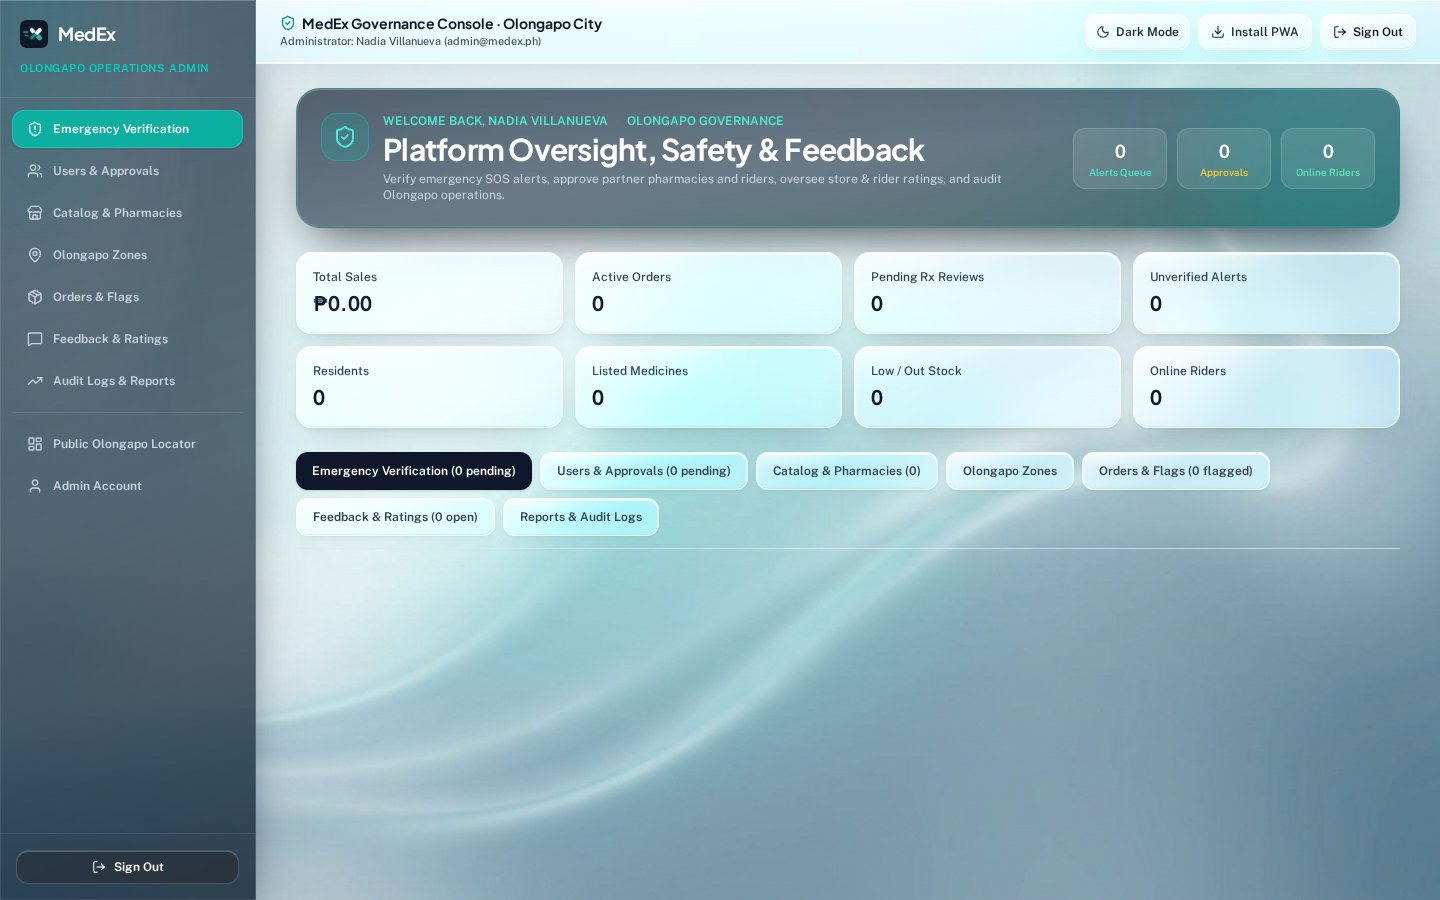 MedEx
OLONGAPO OPERATIONS ADMIN
Emergency Verification
Users & Approvals
Catalog & Pharmacies
Olongapo Zones
Orders & Flags
Feedback & Ratings
Audit Logs & Reports
Public Olongapo Locator
Admin Account
Sign Out
MedEx Governance Console · Olongapo City
Administrator: Nadia Villanueva (admin@medex.ph)
Dark Mode
Install PWA
Sign Out
WELCOME BACK, NADIA VILLANUEVA OLONGAPO GOVERNANCE
Platform Oversight, Safety & Feedback
Verify emergency SOS alerts, approve partner pharmacies and riders, oversee store & rider ratings, and audit
Olongapo operations.
0
Alerts Queue
0
Approvals
0
Online Riders
Total Sales
₱0.00
Active Orders
0
Pending Rx Reviews
0
Unverified Alerts
0
Residents
0
Listed Medicines
0
Low / Out Stock
0
Online Riders
0
Emergency Verification (0 pending)
Users & Approvals (0 pending)
Catalog & Pharmacies (0)
Olongapo Zones
Orders & Flags (0 flagged)
Feedback & Ratings (0 open)
Reports & Audit Logs